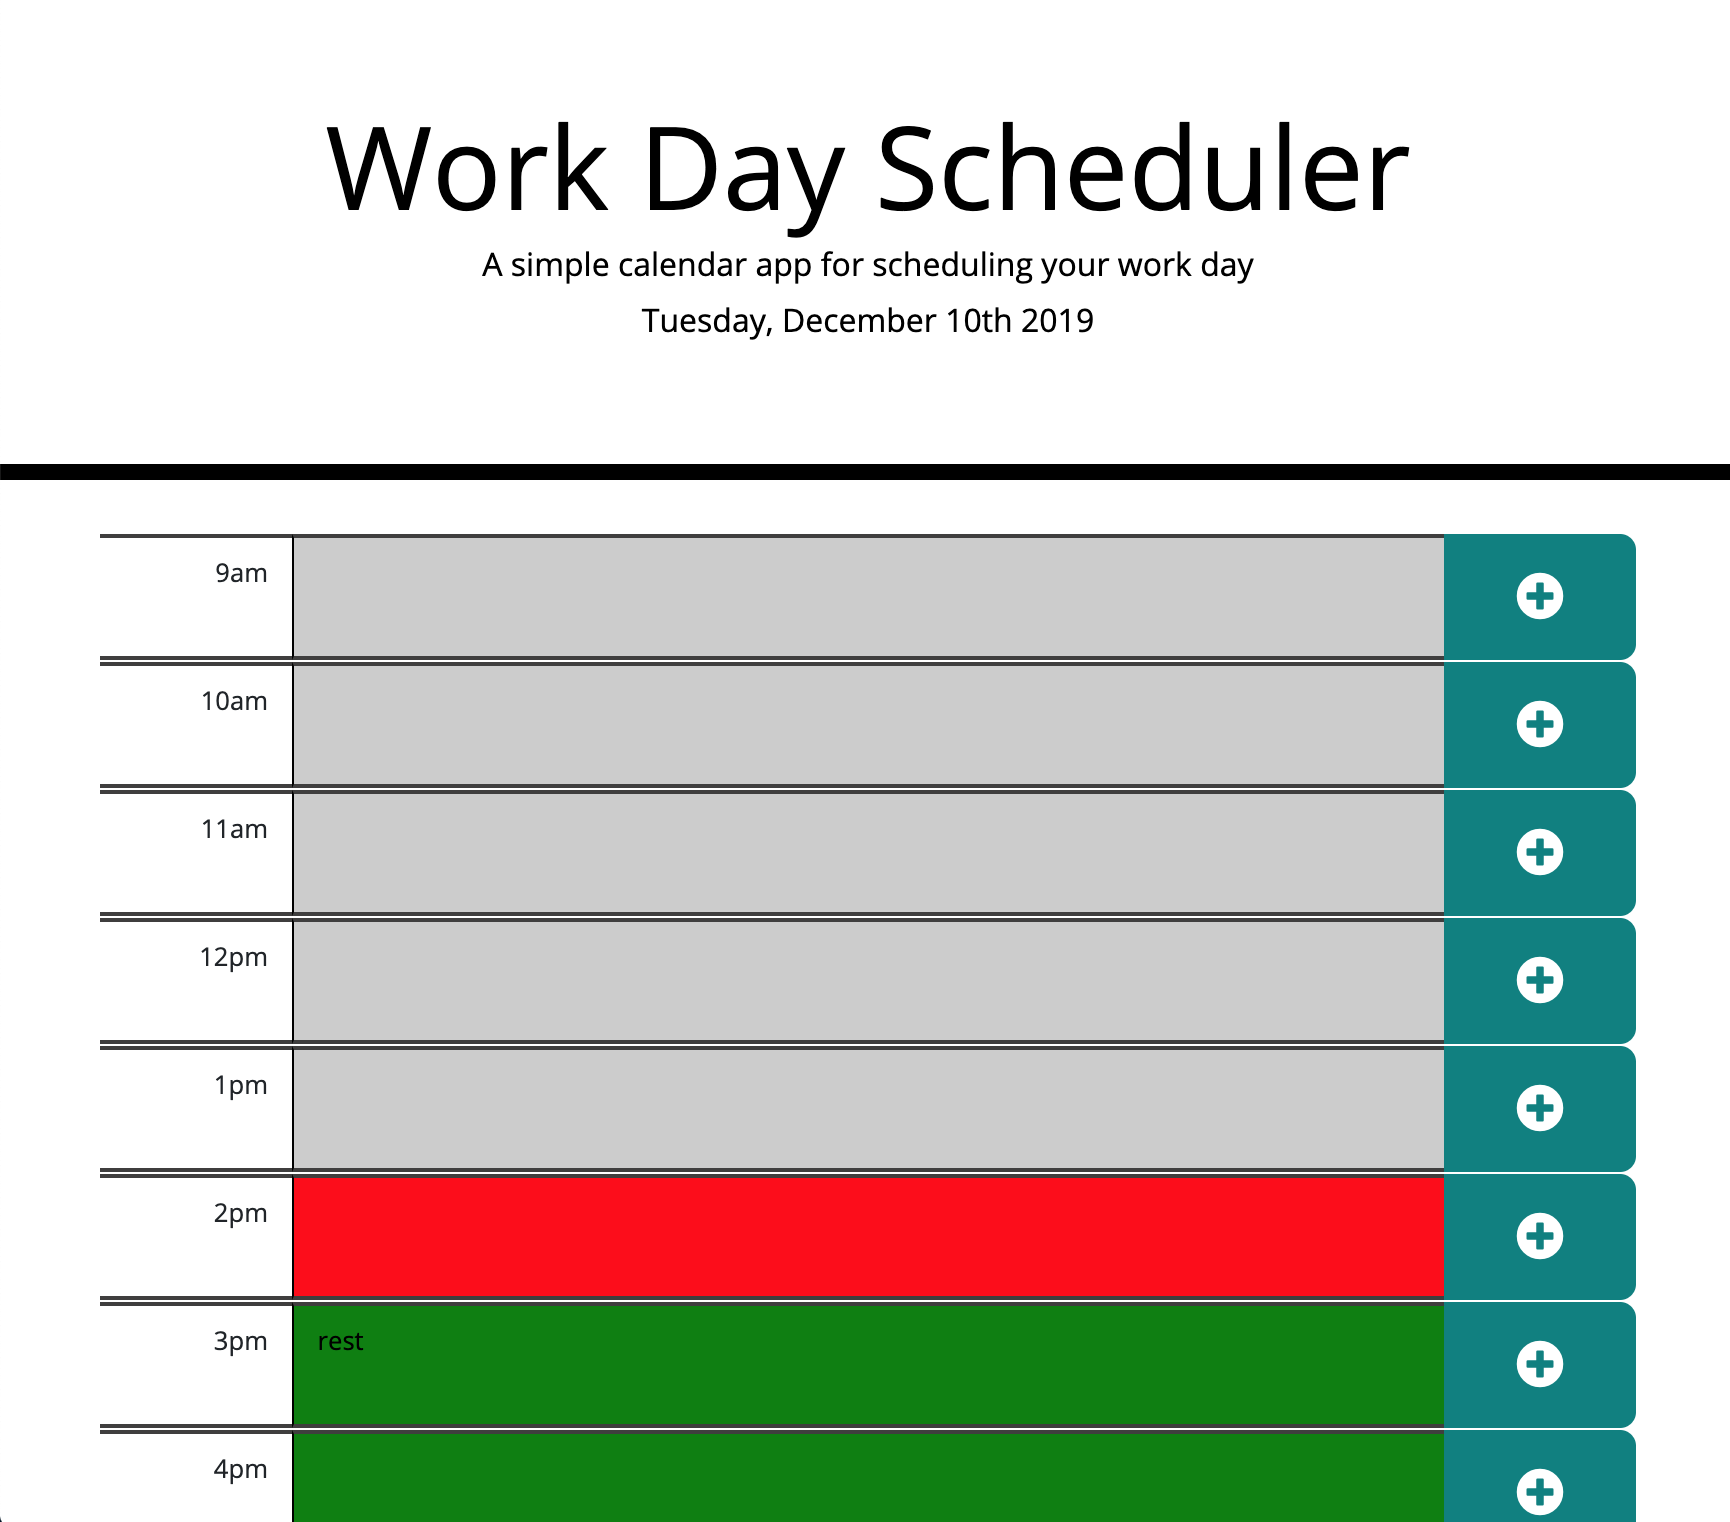 Work Day Scheduler
A simple calendar app for scheduling your work day
Tuesday, December 10th 2019
9am
10am
11am
12pm
1pm
2pm
3pm rest
4pm